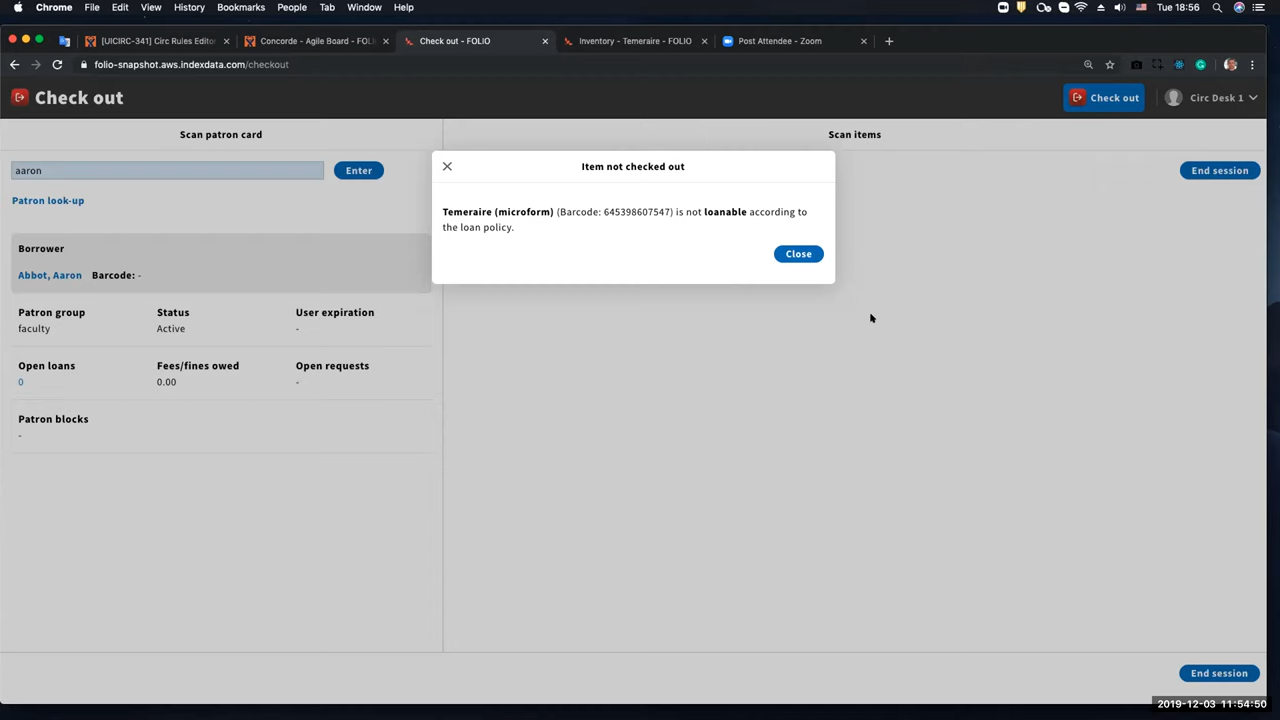 Chrome File Edit View History Bookmarks People Tab Window Help Tue 18:56
[UICIRC-341] Circ Rules Editor Concorde - Agile Board - FOLI Check out - FOLIO Inventory - Temeraire - FOLIO Post Attendee - Zoom
folio-snapshot.aws.indexdata.com/checkout
Check out Check out Circ Desk 1
Scan patron card Scan items
aaron Enter End session
Patron look-up
Item not checked out
Temeraire (microform) (Barcode: 645398607547) is not loanable according to
the loan policy.
Close
Borrower
Abbot, Aaron Barcode: -
Patron group Status User expiration
faculty Active -
Open loans Fees/fines owed Open requests
0 0.00 -
Patron blocks
-
End session
2019-12-03 11:54:50